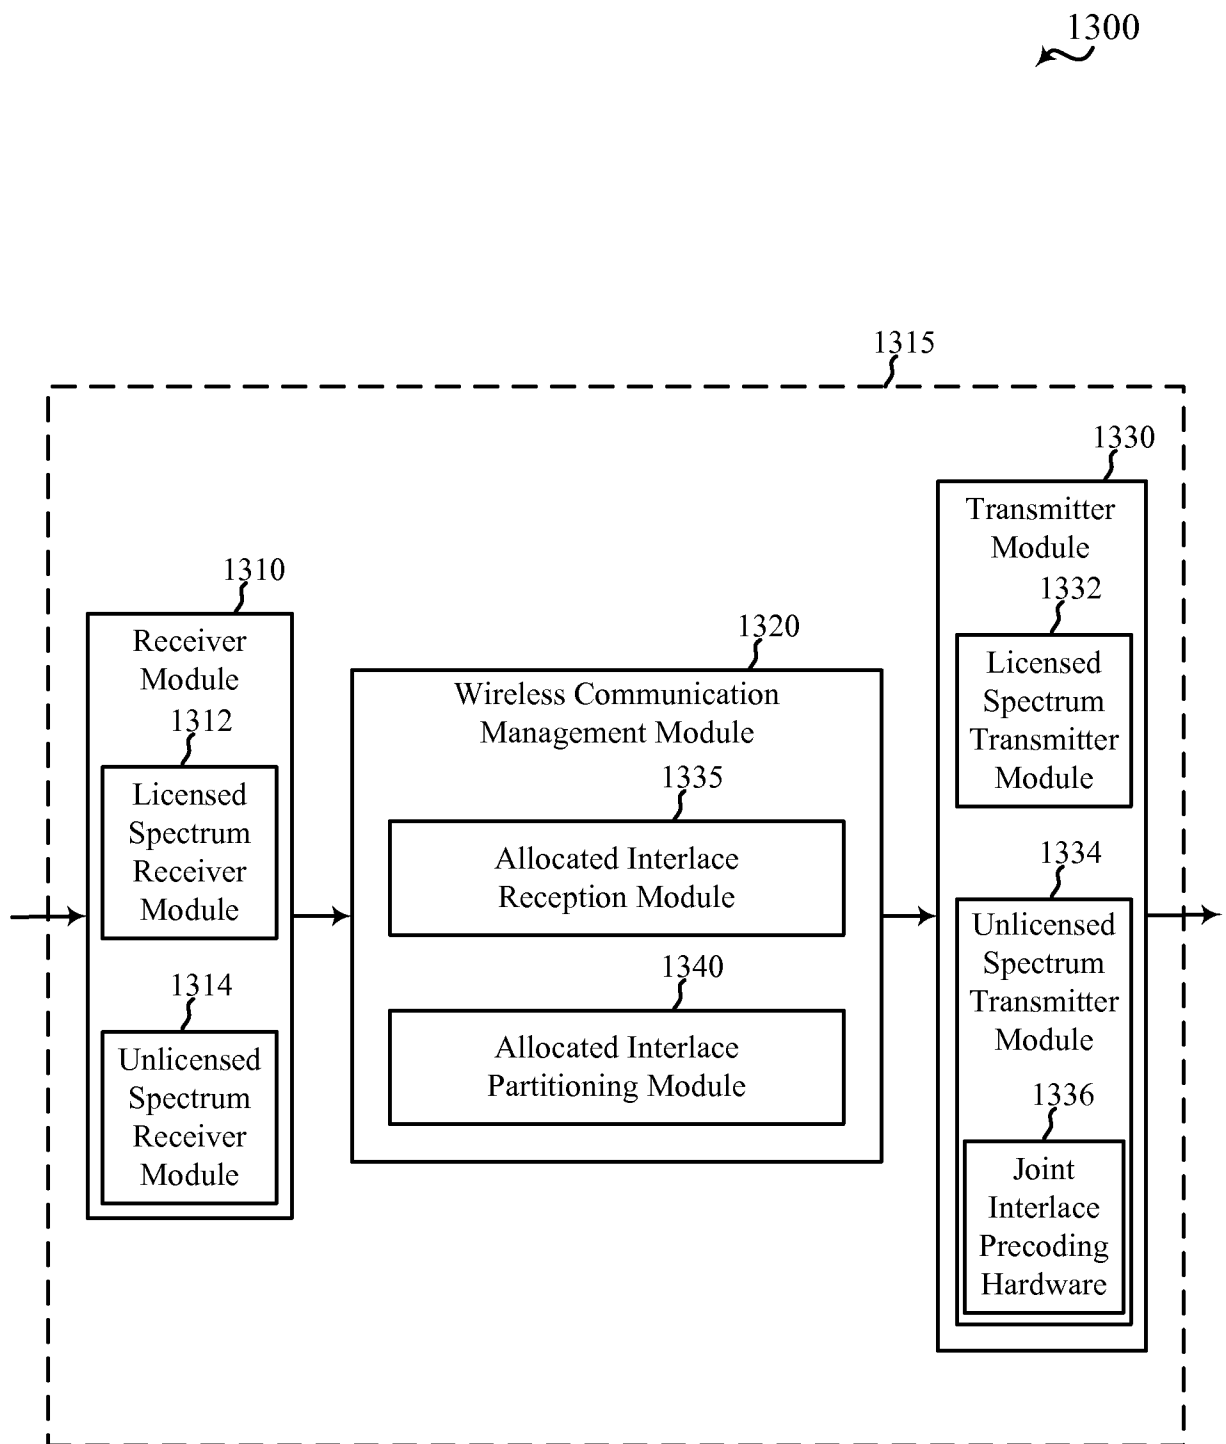 1300
1315
1330
Transmitter
Module
1332
Licensed
Spectrum
Transmitter
Module
1334
Unlicensed
Spectrum
Transmitter
Module
1336
Joint
Interlace
Precoding
Hardware
1310
Receiver
Module
1312
Licensed
Spectrum
Receiver
Module
1314
Unlicensed
Spectrum
Receiver
Module
1320
Wireless Communication
Management Module
1335
Allocated Interlace
Reception Module
1340
Allocated Interlace
Partitioning Module